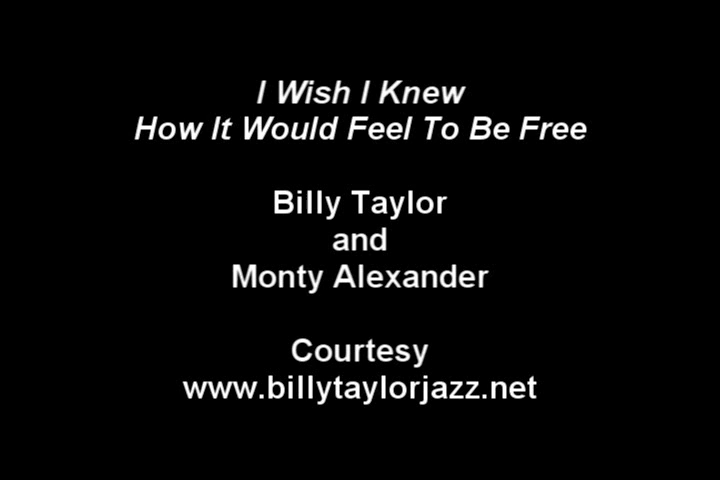 I Wish I Knew
How It Would Feel To Be Free
Billy Taylor
and
Monty Alexander
Courtesy
www.billytaylorjazz.net